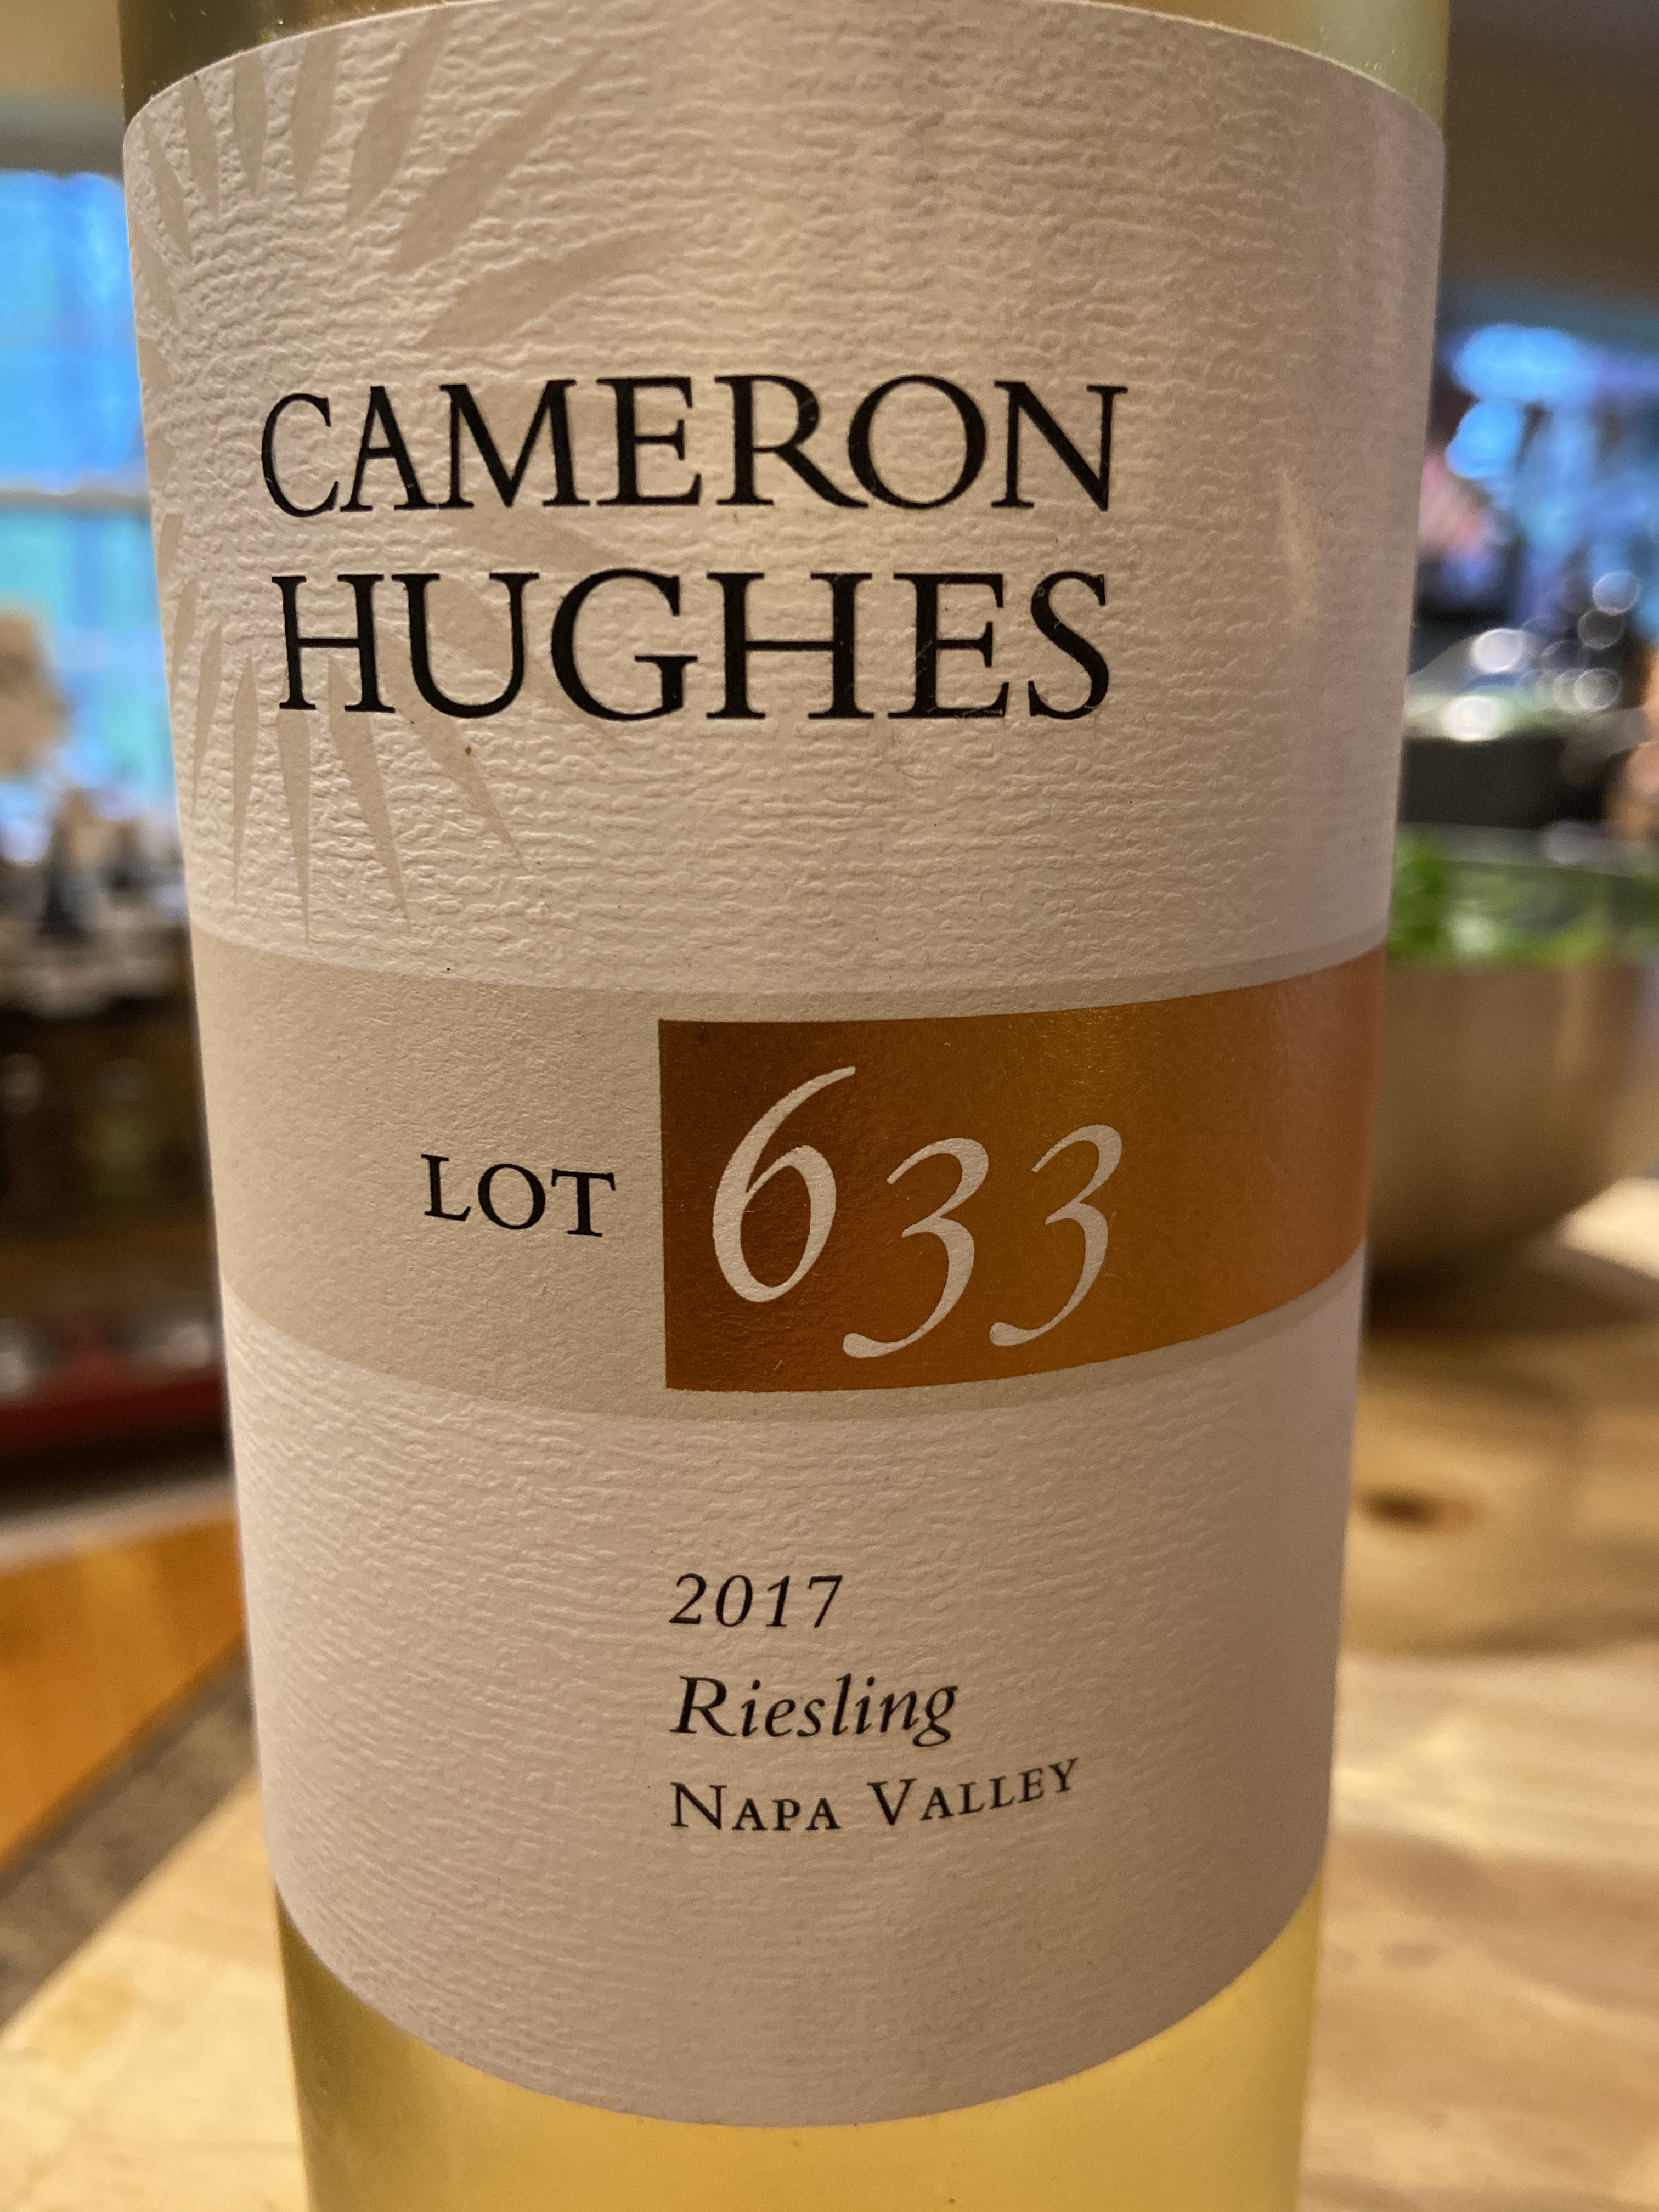 CAMERON
HUGHES
LOT 633
2017
Riesling
NAPA VALLEY